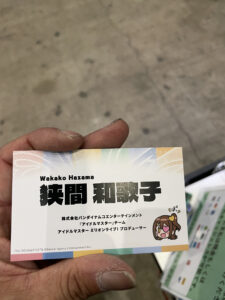 Wakako Hazama
狭間 和歌子
株式会社バンダイナムコエンターテインメント
「アイドルマスター」チーム
アイドルマスター ミリオンライブ! プロデューサー